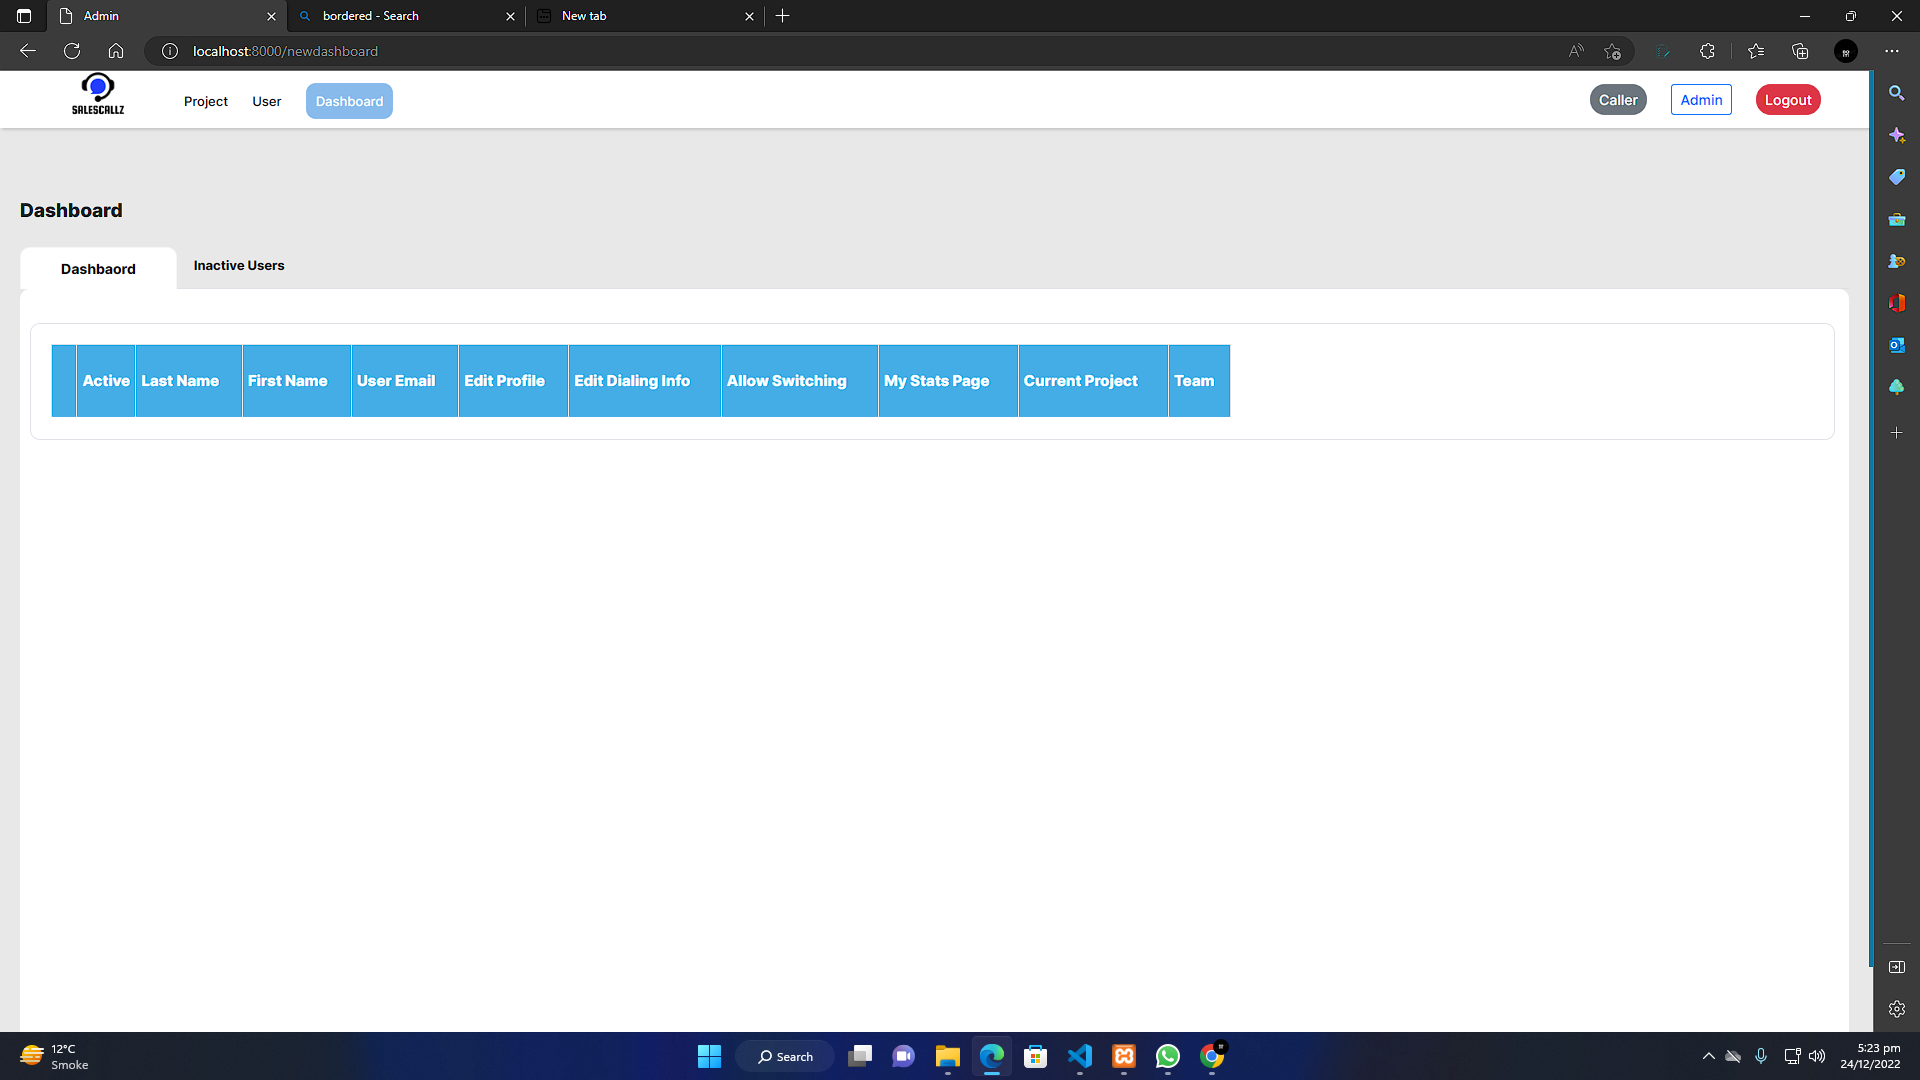 Admin
bordered - Search
New tab
localhost:8000/newdashboard
SALESCALLZ
Project
User
Dashboard
Caller
Admin
Logout
Dashboard
Dashbaord
Inactive Users
Active
Last Name
First Name
User Email
Edit Profile
Edit Dialing Info
Allow Switching
My Stats Page
Current Project
Team
12°C
Smoke
Search
5:23 pm
24/12/2022